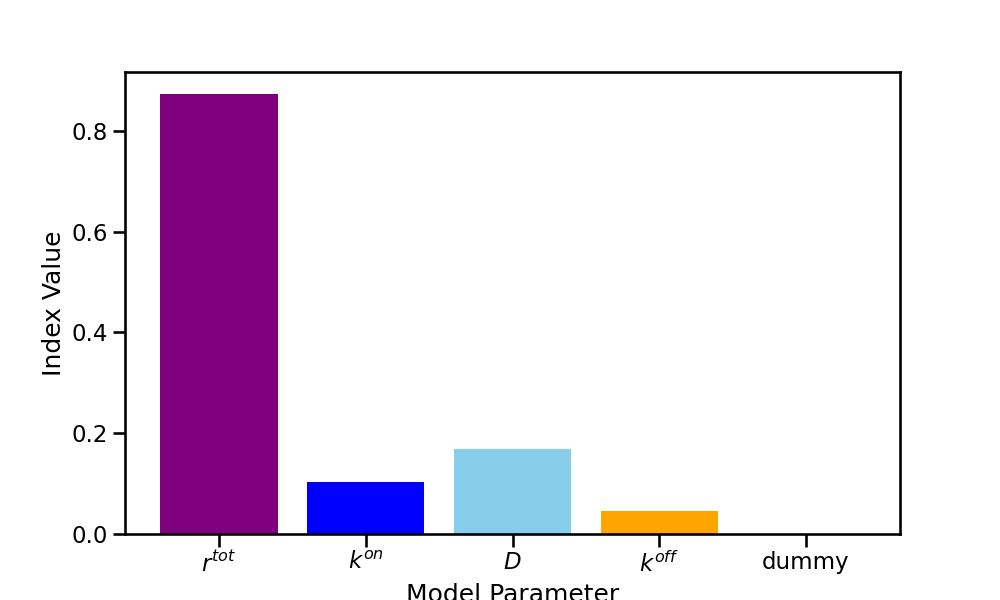 0.8
0.6
0.4
0.2
0.0
Index Value
r^{tot} k^{on} D k^{off} dummy
Model Parameter